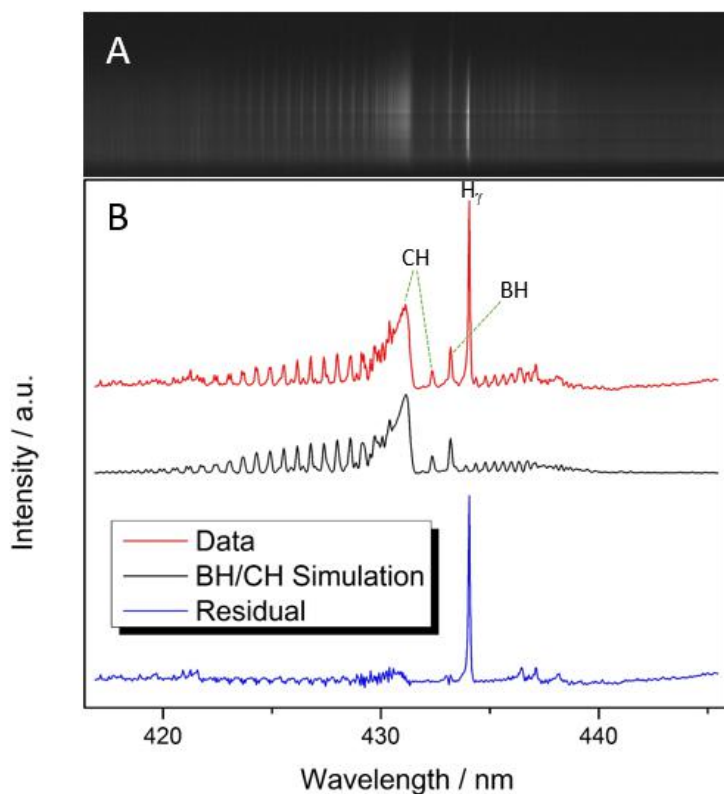 A
B
Hγ
CH
BH
Intensity / a.u.
Data
BH/CH Simulation
Residual
420
430
440
Wavelength / nm